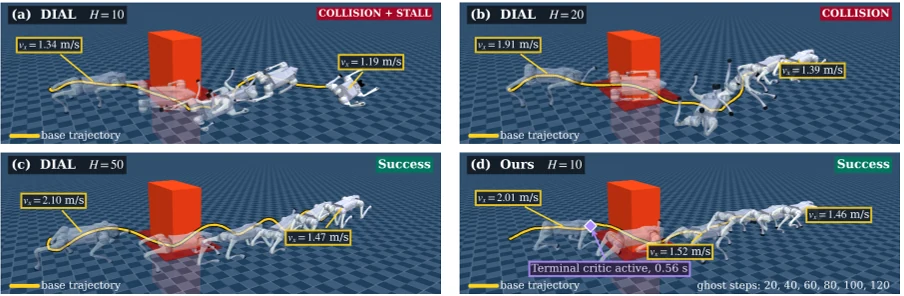 (a) DIAL H=10
COLLISION + STALL
vₓ = 1.34 m/s
vₓ = 1.19 m/s
base trajectory
(b) DIAL H=20
COLLISION
vₓ = 1.91 m/s
vₓ = 1.39 m/s
base trajectory
(c) DIAL H=50
Success
vₓ = 2.10 m/s
vₓ = 1.47 m/s
base trajectory
(d) Ours H=10
Success
vₓ = 2.01 m/s
vₓ = 1.46 m/s
vₓ = 1.52 m/s
Terminal critic active, 0.56 s
base trajectory
ghost steps: 20, 40, 60, 80, 100, 120